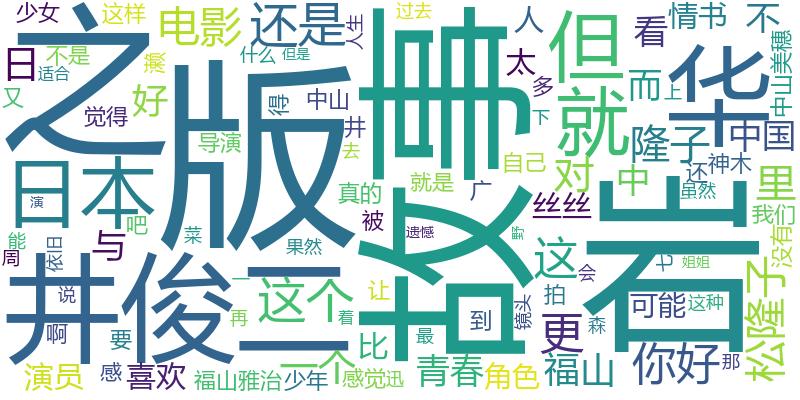 少女
这样
电影
还是
过去
人生
人
但
情书
不
之
日
适合
不是
濒
什么
但是
看
华
中山美穗
又
觉得
好
版
得
中山
井
事
太
多
而
上
就
下
隆子
中国
还
神木
虽然
导演
去
自己
对
日本
演
吧
真的
就是
广
中
里
我们
能
周
与
菜
果然
被
故
遗憾
丝丝
野
岩
没有
依旧
井俊二
这个
一
这
会
七
姐姐
松隆子
说
让
着
到
镜头
拍
可能
这种
啊
要
再
一个
比
最
更
森
你好
那
演员
感
喜欢
福山雅治
少年
感觉
迅
青春
角色
福山